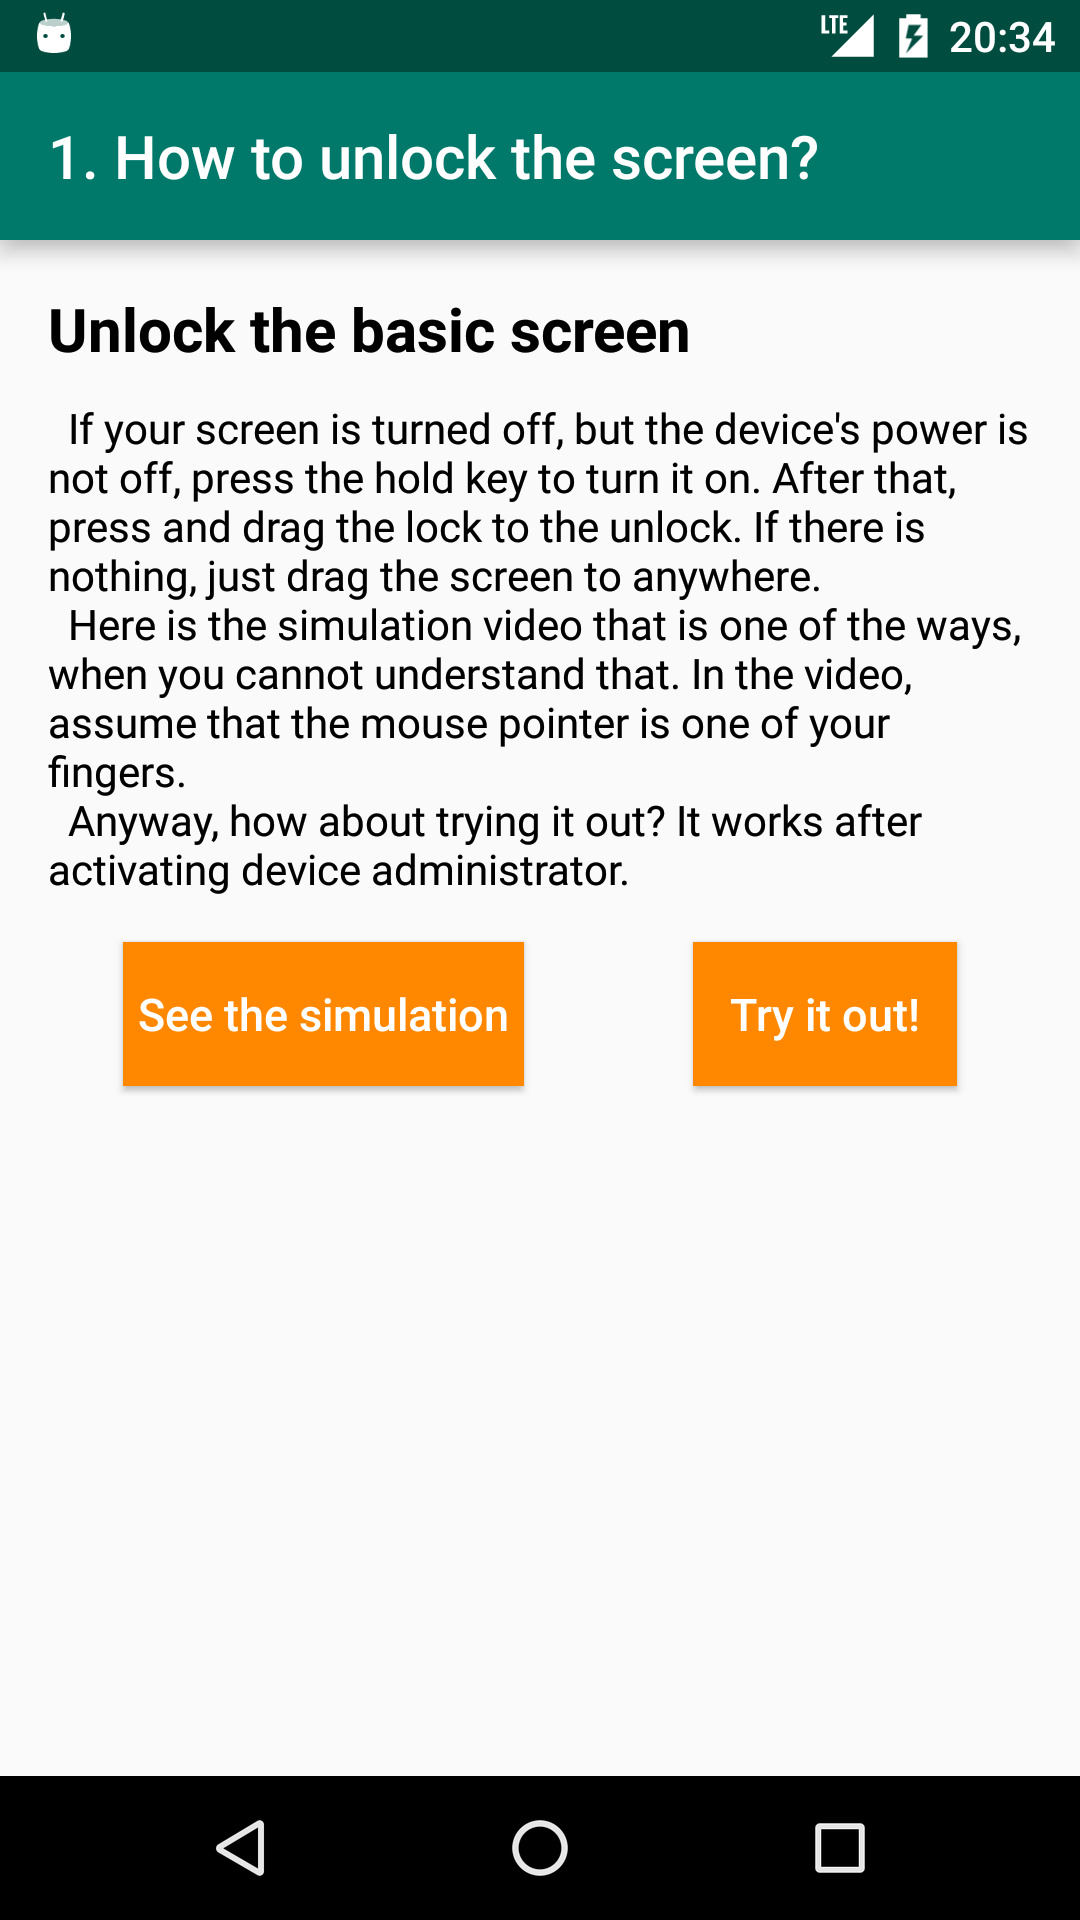 LTE 20:34
1. How to unlock the screen?
Unlock the basic screen
If your screen is turned off, but the device's power is
not off, press the hold key to turn it on. After that,
press and drag the lock to the unlock. If there is
nothing, just drag the screen to anywhere.
Here is the simulation video that is one of the ways,
when you cannot understand that. In the video,
assume that the mouse pointer is one of your
fingers.
Anyway, how about trying it out? It works after
activating device administrator.
See the simulation
Try it out!